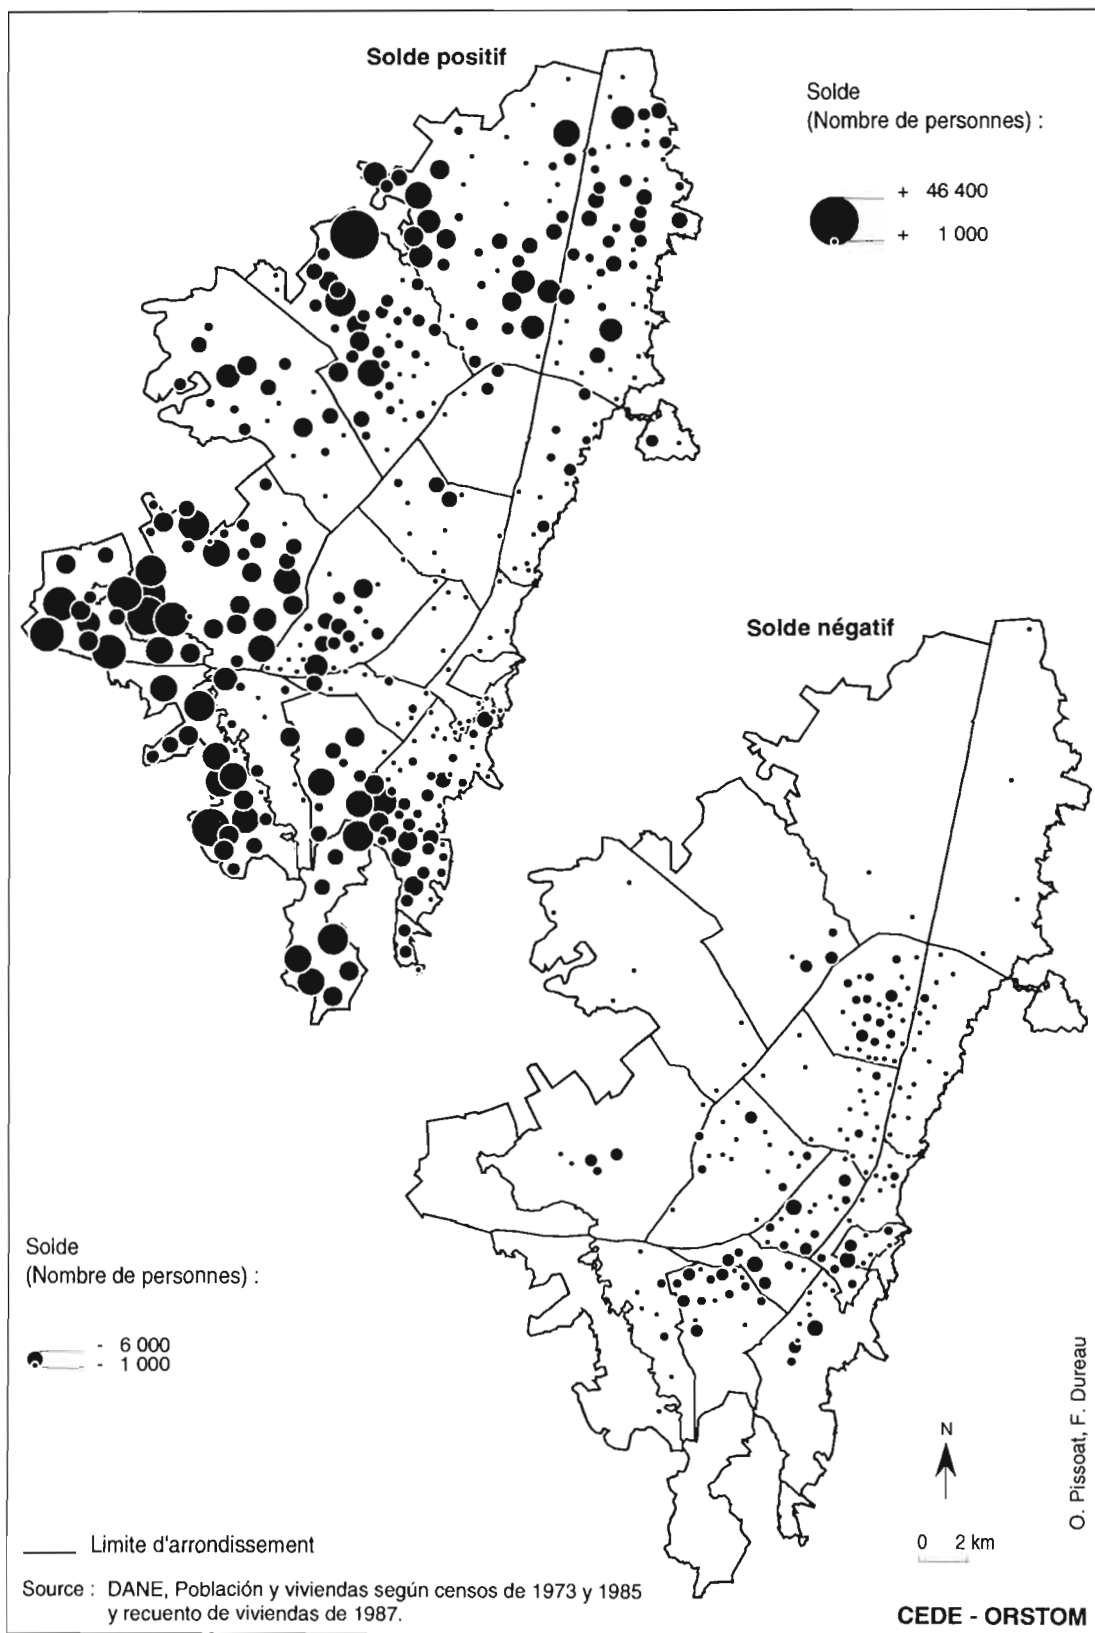 Solde positif
Solde
(Nombre de personnes) :
+ 46 400
+ 1 000
Solde négatif
Solde
(Nombre de personnes) :
- 6 000
- 1 000
N
0 2 km
O. Pissoat, F. Dureau
Limite d'arrondissement
Source : DANE, Población y viviendas según censos de 1973 y 1985
y recuento de viviendas de 1987.
CEDE - ORSTOM